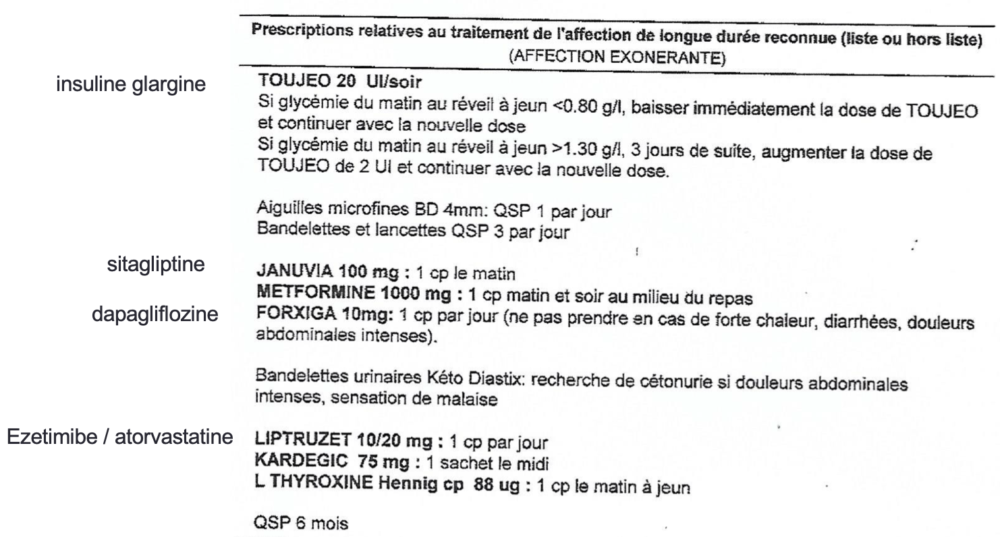 Prescriptions relatives au traitement de l'affection de longue durée reconnue (liste ou hors liste)
(AFFECTION EXONERANTE)
insuline glargine
TOUJEO 20 UI/soir
Si glycémie du matin au réveil à jeun <0.80 g/l, baisser immédiatement la dose de TOUJEO
et continuer avec la nouvelle dose
Si glycémie du matin au réveil à jeun >1.30 g/l, 3 jours de suite, augmenter la dose de
TOUJEO de 2 UI et continuer avec la nouvelle dose.
Aiguilles microfines BD 4mm: QSP 1 par jour
Bandelettes et lancettes QSP 3 par jour
sitagliptine
JANUVIA 100 mg : 1 cp le matin
METFORMINE 1000 mg : 1 cp matin et soir au milieu du repas
dapagliflozine
FORXIGA 10mg: 1 cp par jour (ne pas prendre en cas de forte chaleur, diarrhées, douleurs
abdominales intenses).
Bandelettes urinaires Kéto Diastix: recherche de cétonurie si douleurs abdominales
intenses, sensation de malaise
Ezetimibe / atorvastatine
LIPTRUZET 10/20 mg : 1 cp par jour
KARDEGIC 75 mg : 1 sachet le midi
L THYROXINE Hennig cp 88 ug : 1 cp le matin à jeun
QSP 6 mois